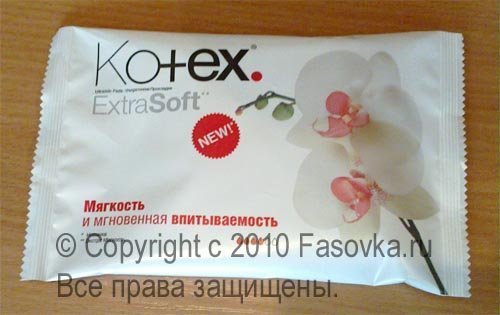 Kotex.
ExtraSoft**
NEW!*
Мягкость
и мгновенная впитываемость
© Copyright с 2010 Fasovka.ru
Все права защищены.